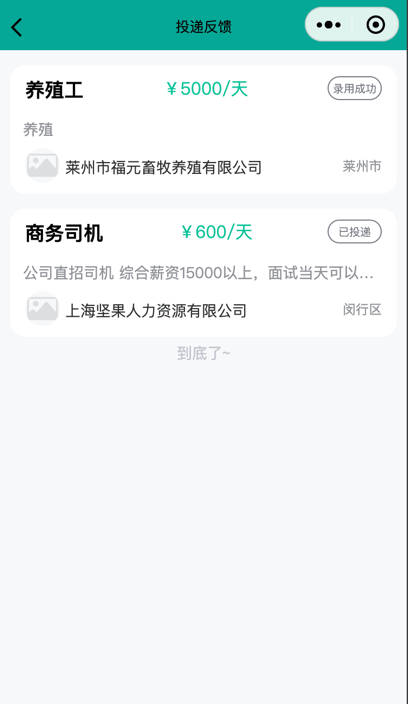 投递反馈
养殖工
￥5000/天
录用成功
养殖
莱州市福元畜牧养殖有限公司
莱州市
商务司机
￥600/天
已投递
公司直招司机 综合薪资15000以上，面试当天可以...
上海坚果人力资源有限公司
闵行区
到底了~